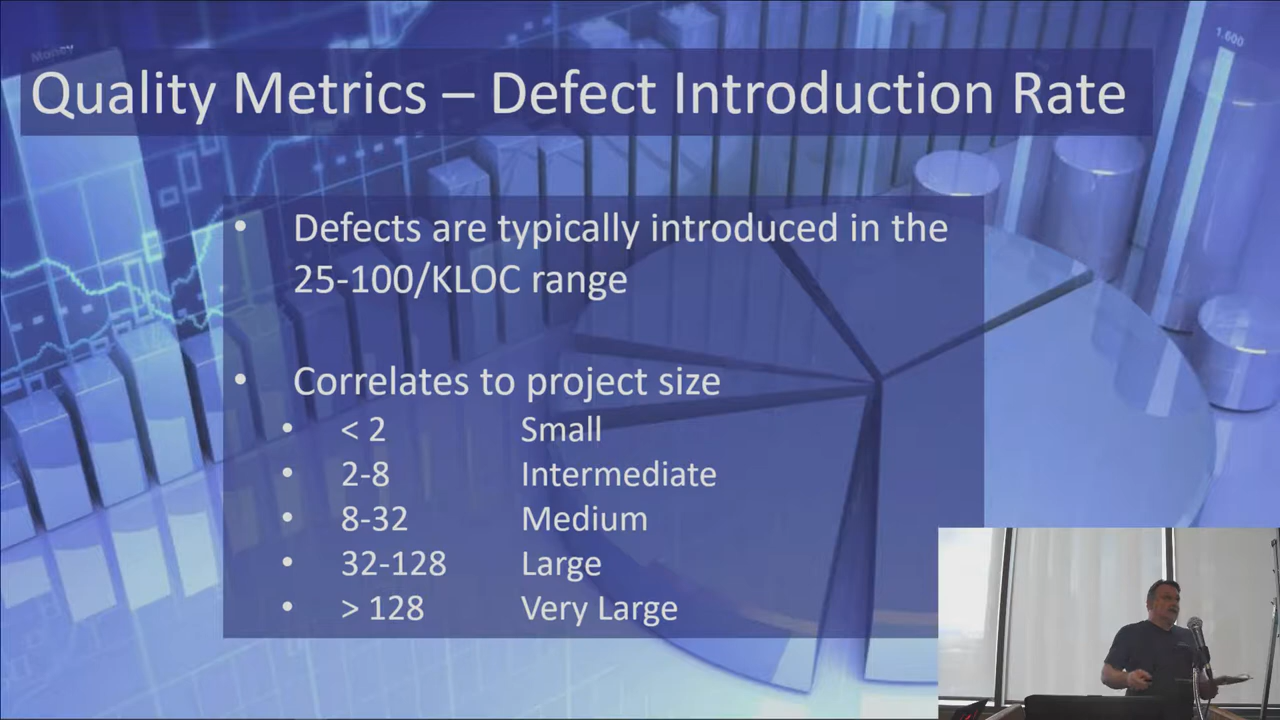 Money
1.600
Quality Metrics – Defect Introduction Rate
• Defects are typically introduced in the
25-100/KLOC range
• Correlates to project size
• < 2 Small
• 2-8 Intermediate
• 8-32 Medium
• 32-128 Large
• > 128 Very Large